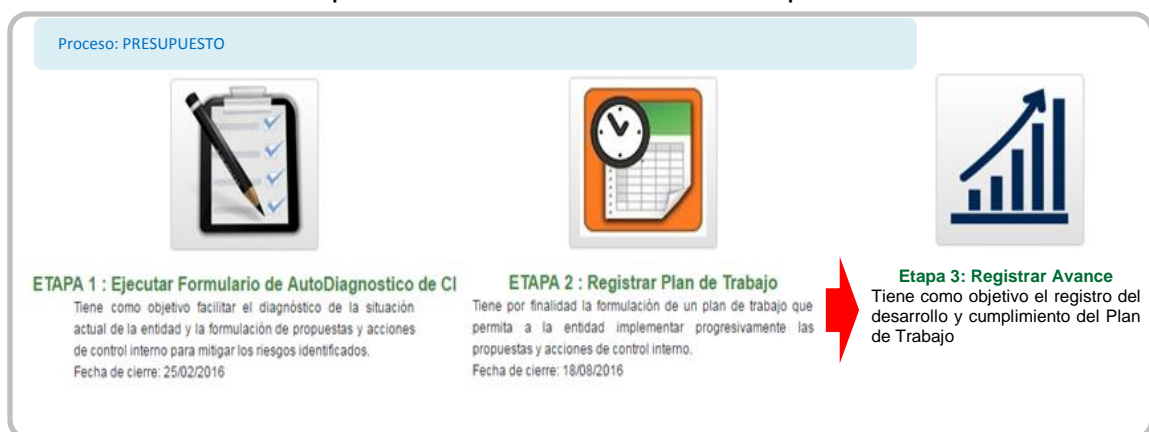 Proceso: PRESUPUESTO
ETAPA 1 : Ejecutar Formulario de AutoDiagnostico de CI
Tiene como objetivo facilitar el diagnóstico de la situación
actual de la entidad y la formulación de propuestas y acciones
de control interno para mitigar los riesgos identificados.
Fecha de cierre: 25/02/2016
ETAPA 2 : Registrar Plan de Trabajo
Tiene por finalidad la formulación de un plan de trabajo que
permita a la entidad implementar progresivamente las
propuestas y acciones de control interno.
Fecha de cierre: 18/08/2016
Etapa 3: Registrar Avance
Tiene como objetivo el registro del
desarrollo y cumplimiento del Plan
de Trabajo